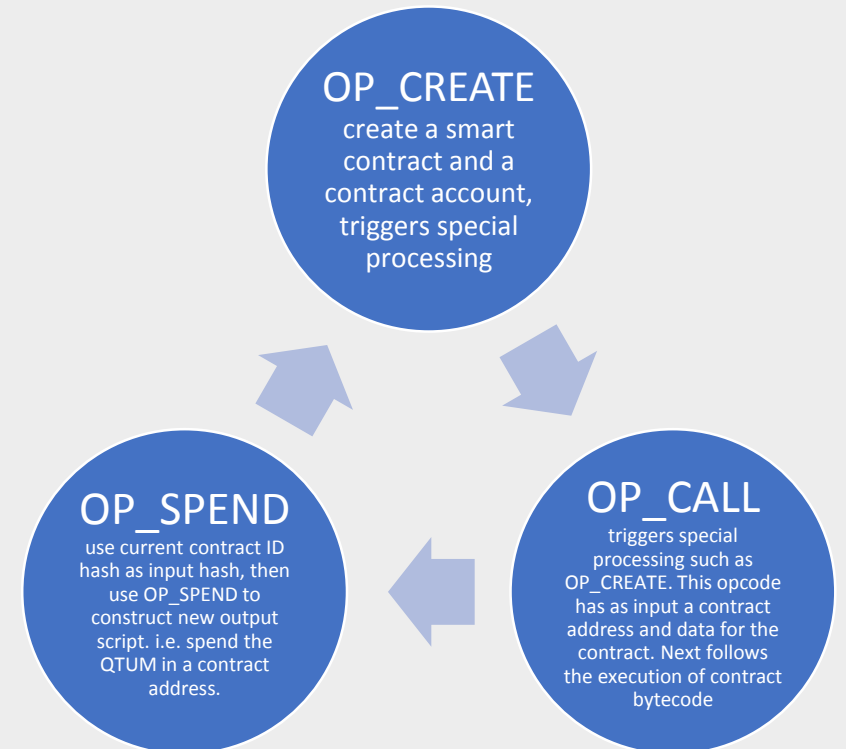 OP_CREATE
create a smart
contract and a
contract account,
triggers special
processing
OP_CALL
triggers special
processing such as
OP_CREATE. This opcode
has as input a contract
address and data for the
contract. Next follows
the execution of contract
bytecode
OP_SPEND
use current contract ID
hash as input hash, then
use OP_SPEND to
construct new output
script. i.e. spend the
QTUM in a contract
address.